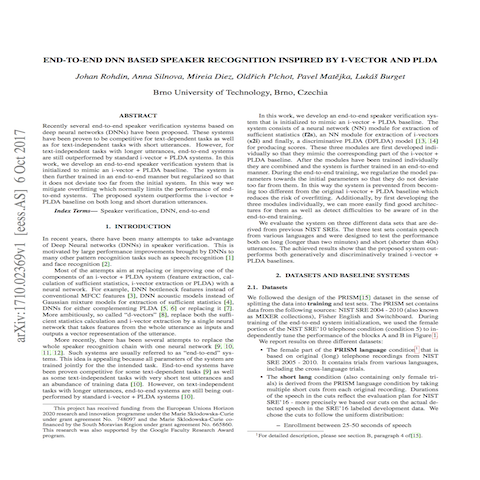 END-TO-END DNN BASED SPEAKER RECOGNITION INSPIRED BY I-VECTOR AND PLDA
Johan Rohdin, Anna Silnova, Mireia Diez, Oldřich Plchot, Pavel Matějka, Lukáš Burget
Brno University of Technology, Brno, Czechia
arXiv:1710.02369v1 [eess.AS] 6 Oct 2017
ABSTRACT
Recently several end-to-end speaker verification systems based on
deep neural networks (DNNs) have been proposed. These systems
have been proven to be competitive for text-dependent tasks as well
as for text-independent tasks with short utterances. However, for
text-independent tasks with longer utterances, end-to-end systems
are still outperformed by standard i-vector + PLDA systems. In this
work, we develop an end-to-end speaker verification system that is
initialized to mimic an i-vector + PLDA baseline. The system is
then further trained in an end-to-end manner but regularized so that
it does not deviate too far from the initial system. In this way we
mitigate overfitting which normally limits the performance of end-
to-end systems. The proposed system outperforms the i-vector +
PLDA baseline on both long and short duration utterances.
Index Terms— Speaker verification, DNN, end-to-end
1. INTRODUCTION
In recent years, there has been many attempts to take advantage
of Deep Neural networks (DNNs) in speaker verification. This is
motivated by large performance improvements brought by DNNs to
many other pattern recognition tasks such as speech recognition [1]
and face recognition [2].
Most of the attempts aim at replacing or improving one of the
components of an i-vector + PLDA system (feature extraction, cal-
culation of sufficient statistics, i-vector extraction or PLDA) with a
neural network. For example, DNN bottleneck features instead of
conventional MFCC features [3], DNN acoustic models instead of
Gaussian mixture models for extraction of sufficient statistics [4],
DNNs for either complementing PLDA [5, 6] or replacing it [7].
More ambitiously, so called "d-vectors" [8], replace both the suf-
ficient statistics calculation and i-vector extraction by a single neural
network that takes features from the whole utterance as inputs and
outputs a vector representation of the utterance.
More recently, there has been several attempts to replace the
whole speaker recognition chain with one neural network [9, 10,
11, 12]. Such systems are usually referred to as "end-to-end" sys-
tems. This idea is appealing because all parameters of the system are
trained jointly for the the intended task. End-to-end systems have
been proven competitive for some text-dependent tasks [9] as well
as text-independent tasks with very short test utterances and
an abundance of training data [10]. However, on text-independent
tasks with longer utterances, end-to-end systems are still being out-
performed by standard i-vector + PLDA systems [10].
This project has received funding from the European Unions Horizon
2020 research and innovation programme under the Marie Sklodowska-Curie
under grant agreement No. 748097 and the Marie Sklodowska-Curie co-
financed by the South Moravian Region under grant agreement No. 665860.
This research was also supported by the Google Faculty Research Award
program.
In this work, we develop an end-to-end speaker verification sys-
tem that is initialized to mimic an i-vector + PLDA baseline. The
system consists of a neural network (NN) module for extraction of
sufficient statistics (f2s), an NN module for extraction of i-vectors
(s2i) and finally, a discriminative PLDA (DPLDA) model [13, 14]
for producing scores. These three modules are first developed indi-
vidually so that they mimic the corresponding part of the i-vector +
PLDA baseline. After the modules have been trained individually
they are combined and the system is further trained in an end-to-end
manner. During the end-to-end training, we regularize the model pa-
rameters towards the initial parameters so that they do not deviate
too far from them. In this way the system is prevented from becom-
ing too different from the original i-vector + PLDA baseline which
reduces the risk of overfitting. Additionally, by first developing the
three modules individually, we can more easily find good architec-
tures for them as well as detect difficulties to be aware of in the
end-to-end training.
We evaluate the system on three different data sets that are de-
rived from previous NIST SREs. The three test sets contain speech
from various languages and were designed to test the performance
both on long (longer than two minutes) and short (shorter than 40s)
utterances. The achieved results show that the proposed system out-
performs both generatively and discriminatively trained i-vector +
PLDA baselines.
2. DATASETS AND BASELINE SYSTEMS
2.1. Datasets
We followed the design of the PRISM[15] dataset in the sense
of splitting the data into training and test sets. The PRISM set contains
data from the following sources: NIST SRE 2004 - 2010 (also known
as MIXER collections), Fisher English and Switchboard. During
training of the end-to-end system initialization, we used the female
portion of the NIST SRE'10 telephone condition (condition 5) to in-
dependently tune the performance of the blocks A and B in Figure 1.
We report results on three different datasets:
• The female part of the PRISM language condition¹ that is
based on original (long) telephone recordings from NIST
SRE 2005 - 2010. It contains trials from various languages,
including the cross-language trials.
• The short lang condition (also containing only female tri-
als) is derived from the PRISM language condition by taking
multiple short cuts from each original recording. Durations
of the speech in the cuts reflect the evaluation plan for NIST
SRE'16 - more precisely we based our cuts on the actual de-
tected speech in the SRE'16 labeled development data. We
chose the cuts to follow the uniform distribution:
– Enrollment between 25-50 seconds of speech
¹For detailed description, please see section B, paragraph 4 of[15].